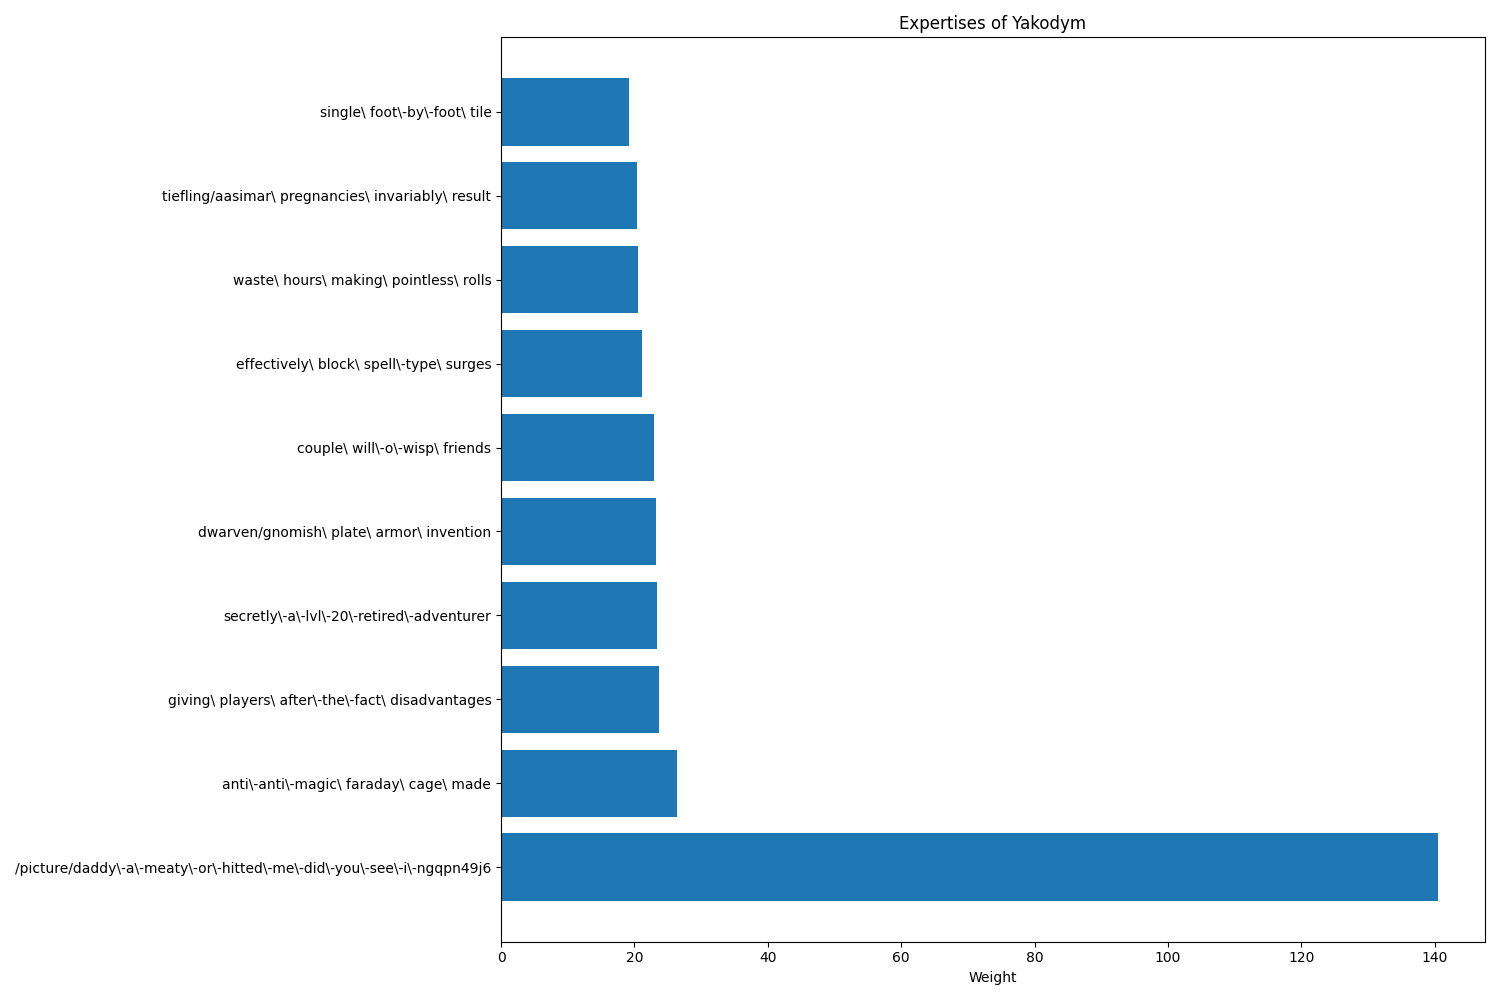 Expertises of Yakodym
single\ foot\-by\-foot\ tile
tiefling/aasimar\ pregnancies\ invariably\ result
waste\ hours\ making\ pointless\ rolls
effectively\ block\ spell\-type\ surges
couple\ will\-o\-wisp\ friends
dwarven/gnomish\ plate\ armor\ invention
secretly\-a\-lvl\-20\-retired\-adventurer
giving\ players\ after\-the\-fact\ disadvantages
anti\-anti\-magic\ faraday\ cage\ made
/picture/daddy\-a\-meaty\-or\-hitted\-me\-did\-you\-see\-i\-ngqpn49j6
0 20 40 60 80 100 120 140
Weight